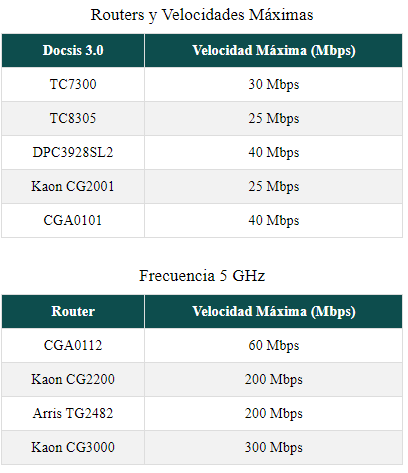 Routers y Velocidades Máximas
Docsis 3.0 Velocidad Máxima (Mbps)
TC7300 30 Mbps
TC8305 25 Mbps
DPC3928SL2 40 Mbps
Kaon CG2001 25 Mbps
CGA0101 40 Mbps
Frecuencia 5 GHz
Router Velocidad Máxima (Mbps)
CGA0112 60 Mbps
Kaon CG2200 200 Mbps
Arris TG2482 200 Mbps
Kaon CG3000 300 Mbps